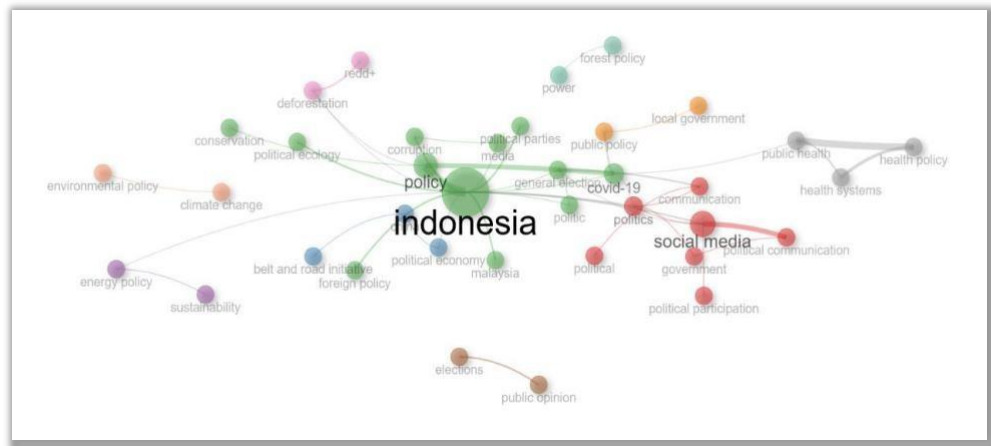 forest policy
redd+
power
deforestation
local government
conservation
political parties
corruption
public policy
media
political ecology
public health
health policy
policy
general election
covid-19
health systems
environmental policy
communication
climate change
politic
politics
indonesia
social media
political communication
political economy
government
belt and road initiative
political
malaysia
energy policy
foreign policy
sustainability
political participation
elections
public opinion